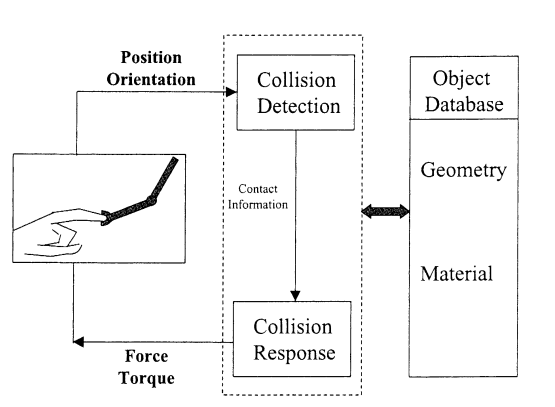 Position
Orientation
Collision
Detection
Object
Database
Contact
Information
Geometry
Material
Collision
Response
Force
Torque